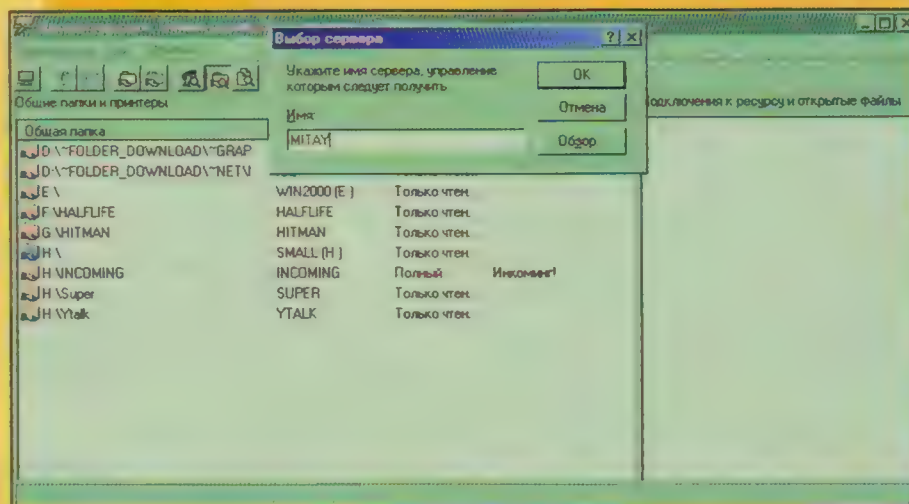 Выбор сервера
Укажите имя сервера, управление
которым следует получить
OK
Имя:
Отмена
MITAY
Обзор
Общие папки и принтеры
Подключения к ресурсу и открытые файлы
Общая папка
D:\~FOLDER_DOWNLOAD\~GRAP
D:\~FOLDER_DOWNLOAD\~NET\I
E:\ WIN2000 (E:) Только чтен.
F:\HALFLIFE HALFLIFE Только чтен.
G:\HITMAN HITMAN Только чтен.
H:\ SMALL (H:) Только чтен.
H:\INCOMING INCOMING Полный Инкоминг!
H:\Super SUPER Только чтен.
H:\Ytalk YTALK Только чтен.